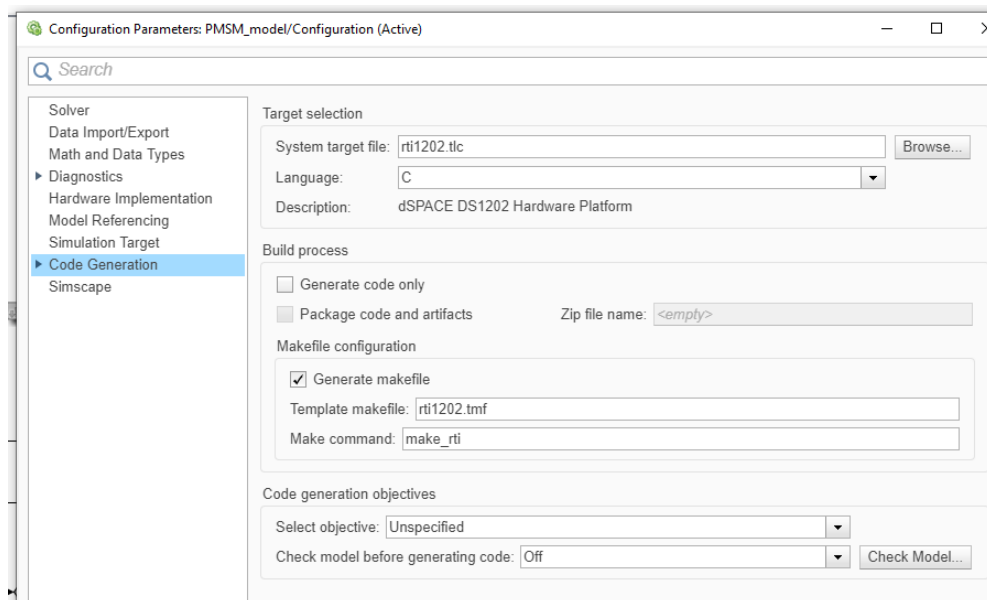 Configuration Parameters: PMSM_model/Configuration (Active)
Search
Solver
Data Import/Export
Math and Data Types
Diagnostics
Hardware Implementation
Model Referencing
Simulation Target
Code Generation
Simscape
Target selection
System target file: rti1202.tlc Browse...
Language: C
Description: dSPACE DS1202 Hardware Platform
Build process
Generate code only
Package code and artifacts Zip file name: <empty>
Makefile configuration
Generate makefile
Template makefile: rti1202.tmf
Make command: make_rti
Code generation objectives
Select objective: Unspecified
Check model before generating code: Off Check Model...